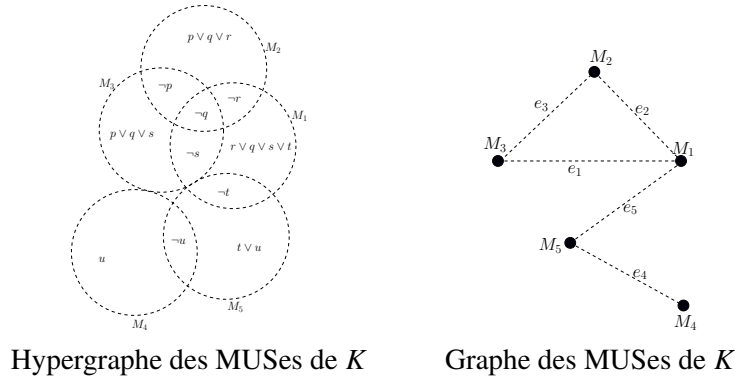 p ∨ q ∨ r
M₂
M₃
¬p
¬r
¬q
M₁
p ∨ q ∨ s
¬s
r ∨ q ∨ s ∨ t
¬t
u
¬u
t ∨ u
M₅
M₄
Hypergraphe des MUSes de K
M₂
e₃
e₂
M₃
M₁
e₁
e₅
M₅
e₄
M₄
Graphe des MUSes de K